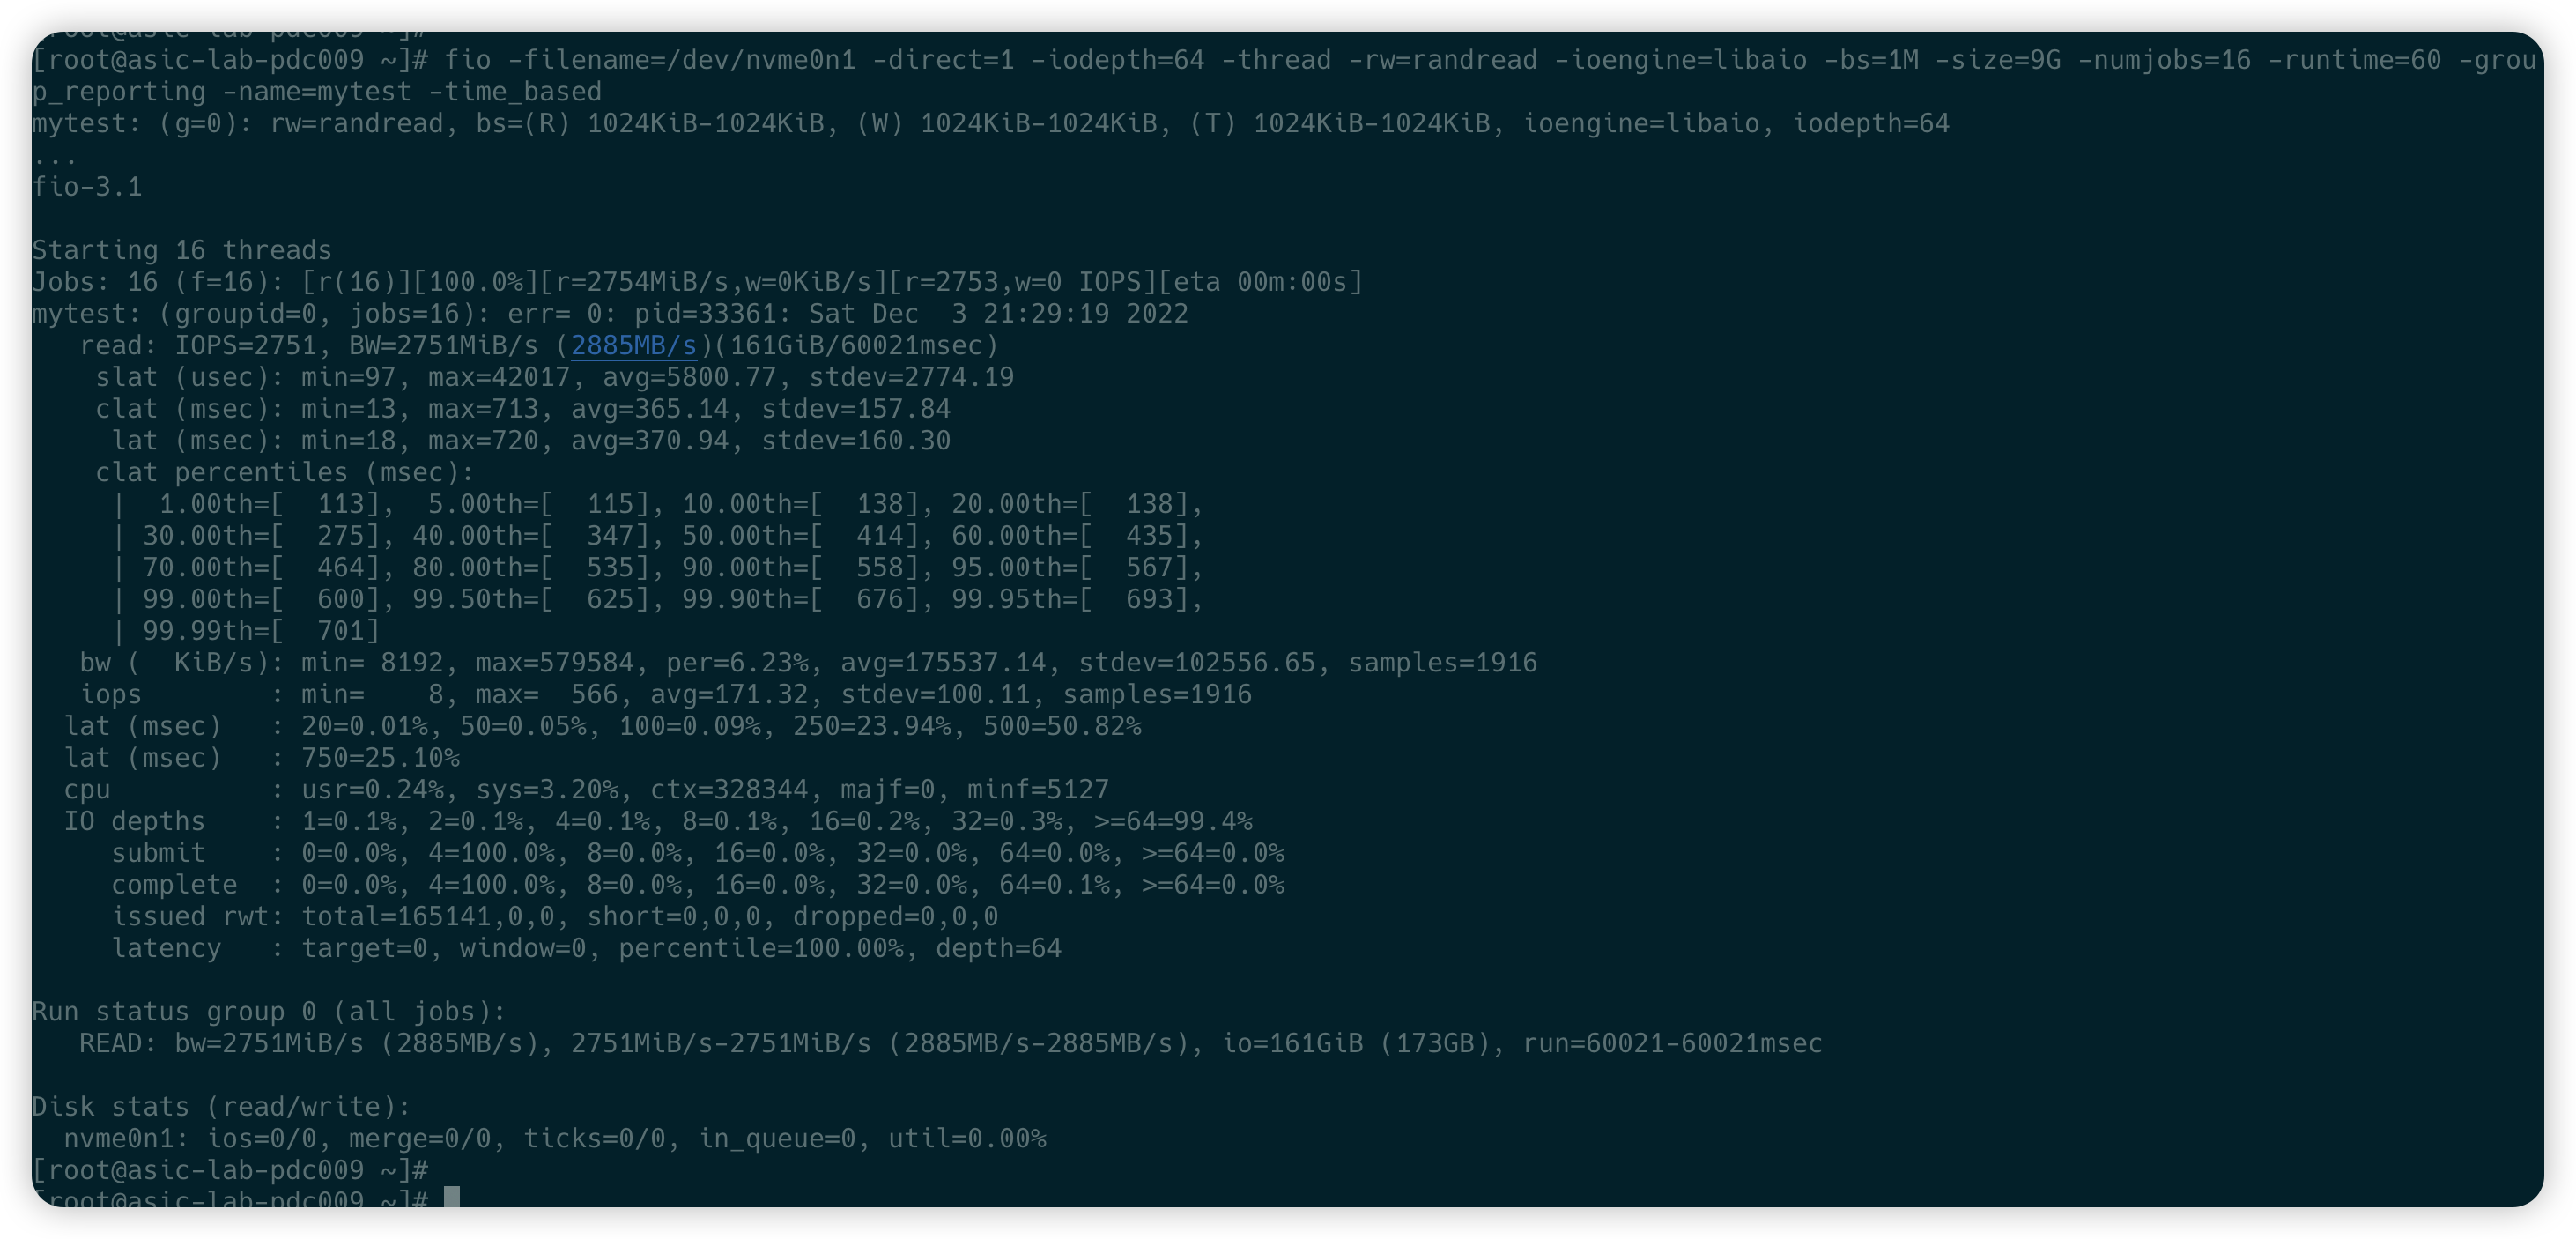 [root@asic-lab-pdc009 ~]#
[root@asic-lab-pdc009 ~]# fio -filename=/dev/nvme0n1 -direct=1 -iodepth=64 -thread -rw=randread -ioengine=libaio -bs=1M -size=9G -numjobs=16 -runtime=60 -grou
p_reporting -name=mytest -time_based
mytest: (g=0): rw=randread, bs=(R) 1024KiB-1024KiB, (W) 1024KiB-1024KiB, (T) 1024KiB-1024KiB, ioengine=libaio, iodepth=64
...
fio-3.1
Starting 16 threads
Jobs: 16 (f=16): [r(16)][100.0%][r=2754MiB/s,w=0KiB/s][r=2753,w=0 IOPS][eta 00m:00s]
mytest: (groupid=0, jobs=16): err= 0: pid=33361: Sat Dec  3 21:29:19 2022
   read: IOPS=2751, BW=2751MiB/s (2885MB/s)(161GiB/60021msec)
    slat (usec): min=97, max=42017, avg=5800.77, stdev=2774.19
    clat (msec): min=13, max=713, avg=365.14, stdev=157.84
     lat (msec): min=18, max=720, avg=370.94, stdev=160.30
    clat percentiles (msec):
     |  1.00th=[  113],  5.00th=[  115], 10.00th=[  138], 20.00th=[  138],
     | 30.00th=[  275], 40.00th=[  347], 50.00th=[  414], 60.00th=[  435],
     | 70.00th=[  464], 80.00th=[  535], 90.00th=[  558], 95.00th=[  567],
     | 99.00th=[  600], 99.50th=[  625], 99.90th=[  676], 99.95th=[  693],
     | 99.99th=[  701]
   bw (  KiB/s): min= 8192, max=579584, per=6.23%, avg=175537.14, stdev=102556.65, samples=1916
   iops        : min=    8, max=  566, avg=171.32, stdev=100.11, samples=1916
  lat (msec)   : 20=0.01%, 50=0.05%, 100=0.09%, 250=23.94%, 500=50.82%
  lat (msec)   : 750=25.10%
  cpu          : usr=0.24%, sys=3.20%, ctx=328344, majf=0, minf=5127
  IO depths    : 1=0.1%, 2=0.1%, 4=0.1%, 8=0.1%, 16=0.2%, 32=0.3%, >=64=99.4%
     submit    : 0=0.0%, 4=100.0%, 8=0.0%, 16=0.0%, 32=0.0%, 64=0.0%, >=64=0.0%
     complete  : 0=0.0%, 4=100.0%, 8=0.0%, 16=0.0%, 32=0.0%, 64=0.1%, >=64=0.0%
     issued rwt: total=165141,0,0, short=0,0,0, dropped=0,0,0
     latency   : target=0, window=0, percentile=100.00%, depth=64
Run status group 0 (all jobs):
   READ: bw=2751MiB/s (2885MB/s), 2751MiB/s-2751MiB/s (2885MB/s-2885MB/s), io=161GiB (173GB), run=60021-60021msec
Disk stats (read/write):
  nvme0n1: ios=0/0, merge=0/0, ticks=0/0, in_queue=0, util=0.00%
[root@asic-lab-pdc009 ~]#
[root@asic-lab-pdc009 ~]#